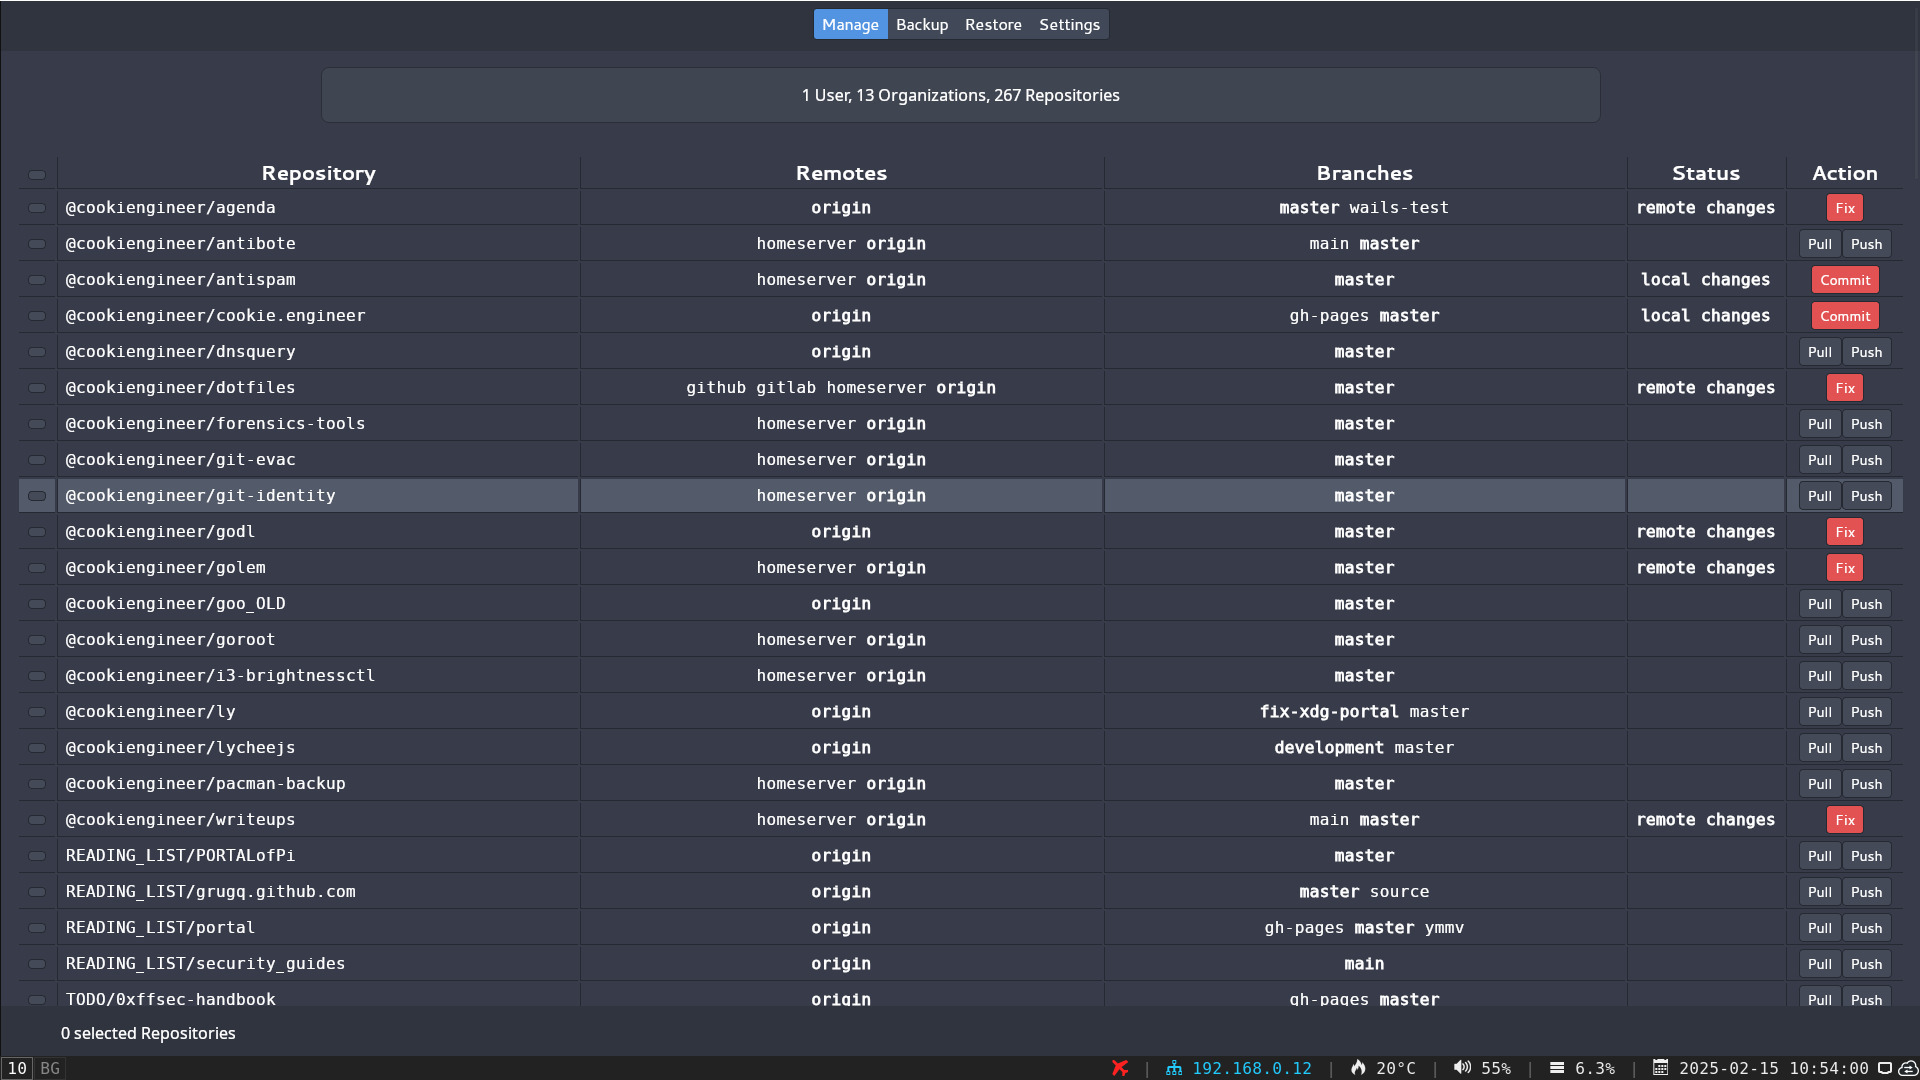 Manage Backup Restore Settings
1 User, 13 Organizations, 267 Repositories
Repository Remotes Branches Status Action
@cookiengineer/agenda origin master wails-test remote changes Fix
@cookiengineer/antibote homeserver origin main master Pull Push
@cookiengineer/antispam homeserver origin master local changes Commit
@cookiengineer/cookie.engineer origin gh-pages master local changes Commit
@cookiengineer/dnsquery origin master Pull Push
@cookiengineer/dotfiles github gitlab homeserver origin master remote changes Fix
@cookiengineer/forensics-tools homeserver origin master Pull Push
@cookiengineer/git-evac homeserver origin master Pull Push
@cookiengineer/git-identity homeserver origin master Pull Push
@cookiengineer/godl origin master remote changes Fix
@cookiengineer/golem homeserver origin master remote changes Fix
@cookiengineer/goo_OLD origin master Pull Push
@cookiengineer/goroot homeserver origin master Pull Push
@cookiengineer/i3-brightnessctl homeserver origin master Pull Push
@cookiengineer/ly origin fix-xdg-portal master Pull Push
@cookiengineer/lycheejs origin development master Pull Push
@cookiengineer/pacman-backup homeserver origin master Pull Push
@cookiengineer/writeups homeserver origin main master remote changes Fix
READING_LIST/PORTALofPi origin master Pull Push
READING_LIST/grugq.github.com origin master source Pull Push
READING_LIST/portal origin gh-pages master ymmv Pull Push
READING_LIST/security_guides origin main Pull Push
TODO/0xffsec-handbook origin gh-pages master Pull Push
0 selected Repositories
10 BG | 192.168.0.12 | 20°C | 55% | 6.3% | 2025-02-15 10:54:00